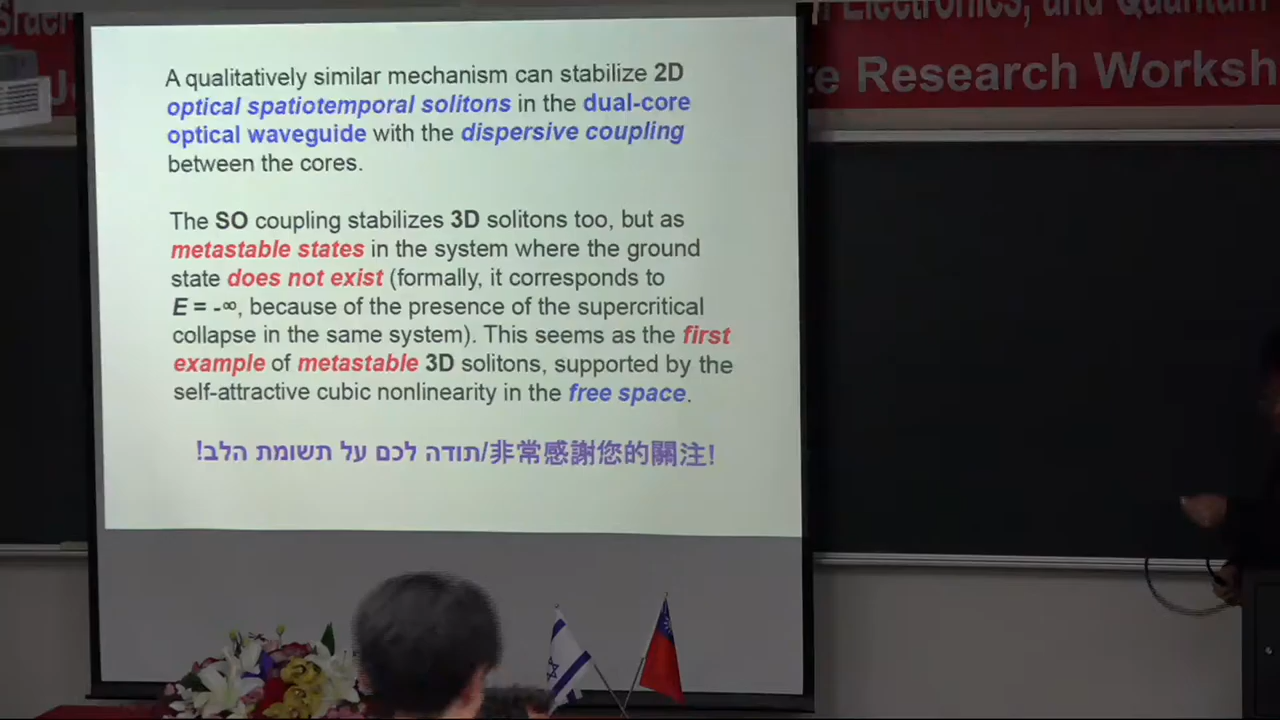 Electronics, and Quantum
te Research Worksh
A qualitatively similar mechanism can stabilize 2D
optical spatiotemporal solitons in the dual-core
optical waveguide with the dispersive coupling
between the cores.
The SO coupling stabilizes 3D solitons too, but as
metastable states in the system where the ground
state does not exist (formally, it corresponds to
E = -∞, because of the presence of the supercritical
collapse in the same system). This seems as the first
example of metastable 3D solitons, supported by the
self-attractive cubic nonlinearity in the free space.
תודה לכם על תשומת הלב!/非常感謝您的關注!